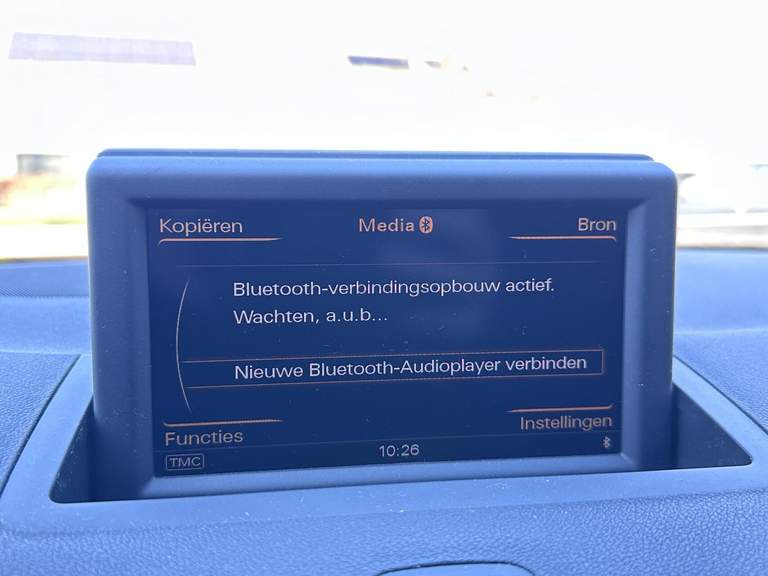 Kopiëren
Media
Bron
Bluetooth-verbindingsopbouw actief.
Wachten, a.u.b...
Nieuwe Bluetooth-Audioplayer verbinden
Functies
Instellingen
TMC
10:26